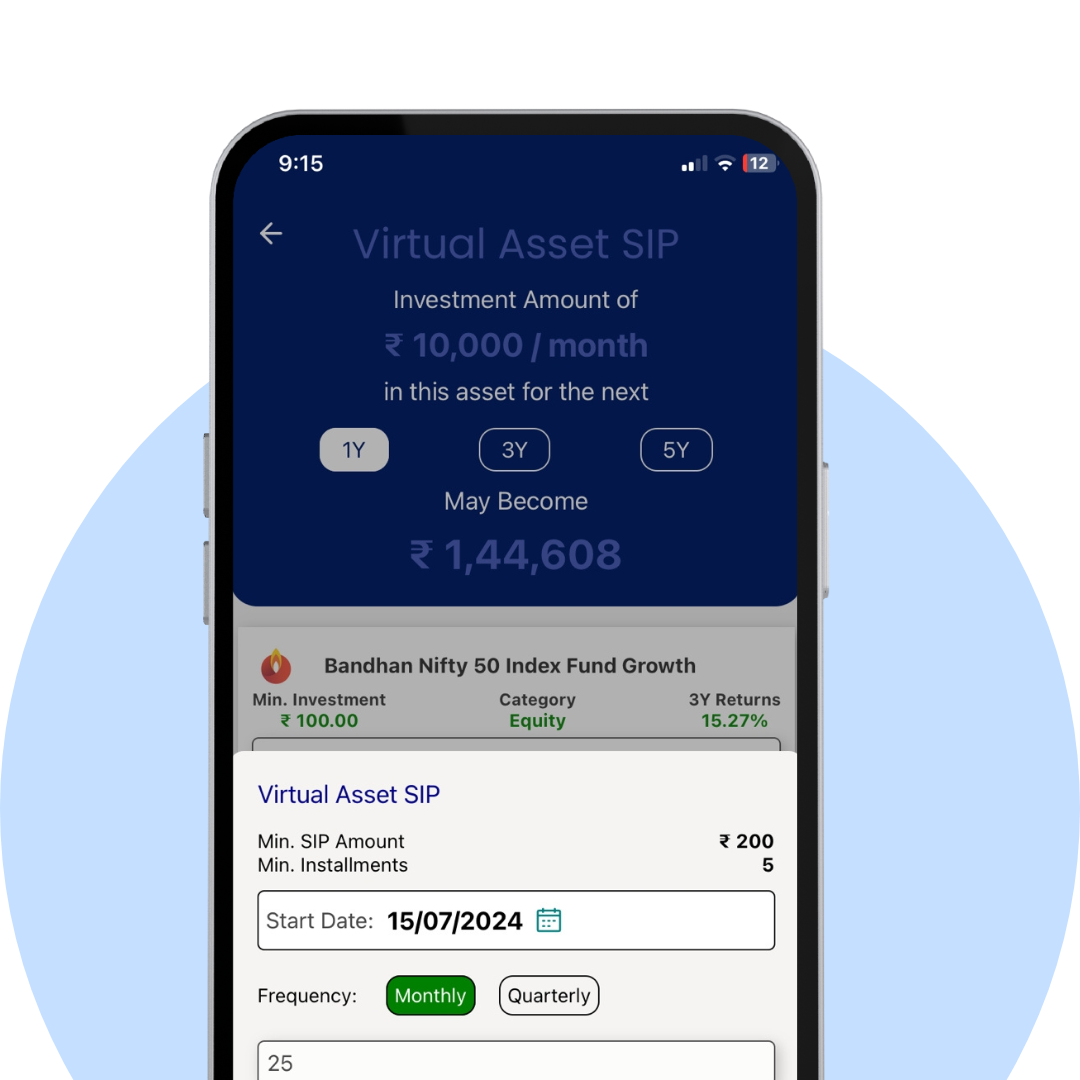 9:15
12
Virtual Asset SIP
Investment Amount of
₹ 10,000 / month
in this asset for the next
1Y 3Y 5Y
May Become
₹ 1,44,608
Bandhan Nifty 50 Index Fund Growth
Min. Investment Category 3Y Returns
₹ 100.00 Equity 15.27%
Virtual Asset SIP
Min. SIP Amount ₹ 200
Min. Installments 5
Start Date: 15/07/2024
Frequency: Monthly Quarterly
25